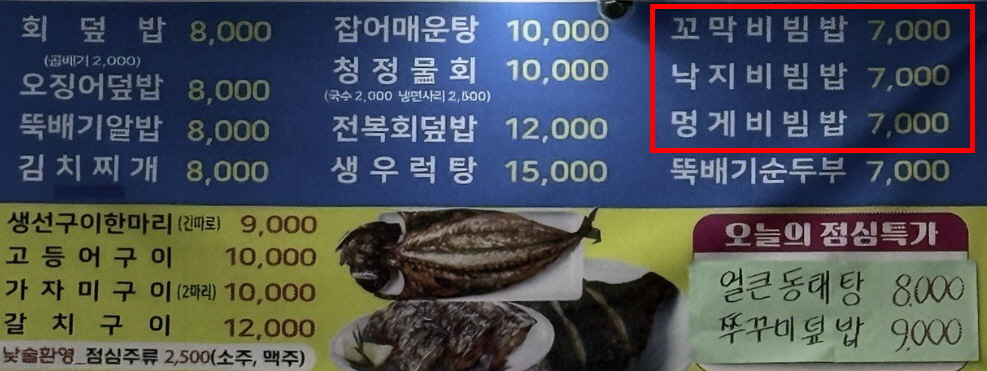 회 덮 밥 8,000
(곱빼기 2,000)
오징어덮밥 8,000
뚝배기알밥 8,000
김 치 찌 개 8,000
잡어매운탕 10,000
청 정 물 회 10,000
(국수 2,000 냉면사리 2,500)
전복회덮밥 12,000
생 우 럭 탕 15,000
꼬 막 비 빔 밥 7,000
낙 지 비 빔 밥 7,000
멍 게 비 빔 밥 7,000
뚝배기순두부 7,000
생선구이한마리 (긴따로) 9,000
고 등 어 구 이 10,000
가 자 미 구 이 (2마리) 10,000
갈 치 구 이 12,000
낮술환영_점심주류 2,500(소주, 맥주)
오늘의 점심특가
얼큰동태탕 8,000
쭈꾸미덮밥 9,000